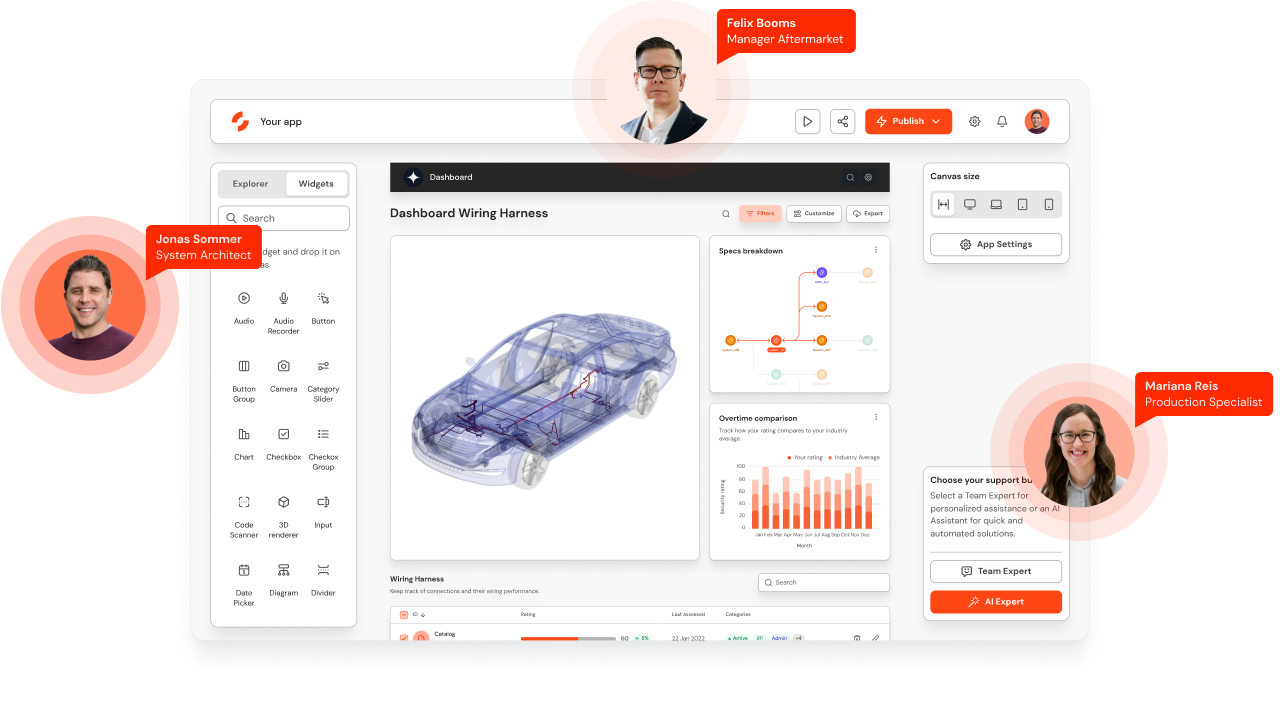 Felix Booms
Manager Aftermarket
Your app
Publish
Explorer
Widgets
Search
Jonas Sommer
System Architect
dget and drop it on
as
Audio
Audio
Recorder
Button
Button
Group
Camera
Category
Slider
Chart
Checkbox
Checkox
Group
Code
Scanner
3D
renderer
Input
Date
Picker
Diagram
Divider
Dashboard
Dashboard Wiring Harness
Filters
Customize
Export
Specs breakdown
Overtime comparison
Track how your rating compares to your industry
average.
Your rating
Industry Average
Security rating
100
80
60
40
20
0
Jan Feb Mar Apr May Jun Jul Aug Sep Oct Nov Dec
Month
Wiring Harness
Keep track of connections and their wiring performance.
Search
ID
Rating
Last assessed
Categories
Catalog
60
5%
22 Jan 2022
Active
911
Admin
+4
Canvas size
App Settings
Mariana Reis
Production Specialist
Choose your support bu
Select a Team Expert for
personalized assistance or an AI
Assistant for quick and
automated solutions.
Team Expert
AI Expert